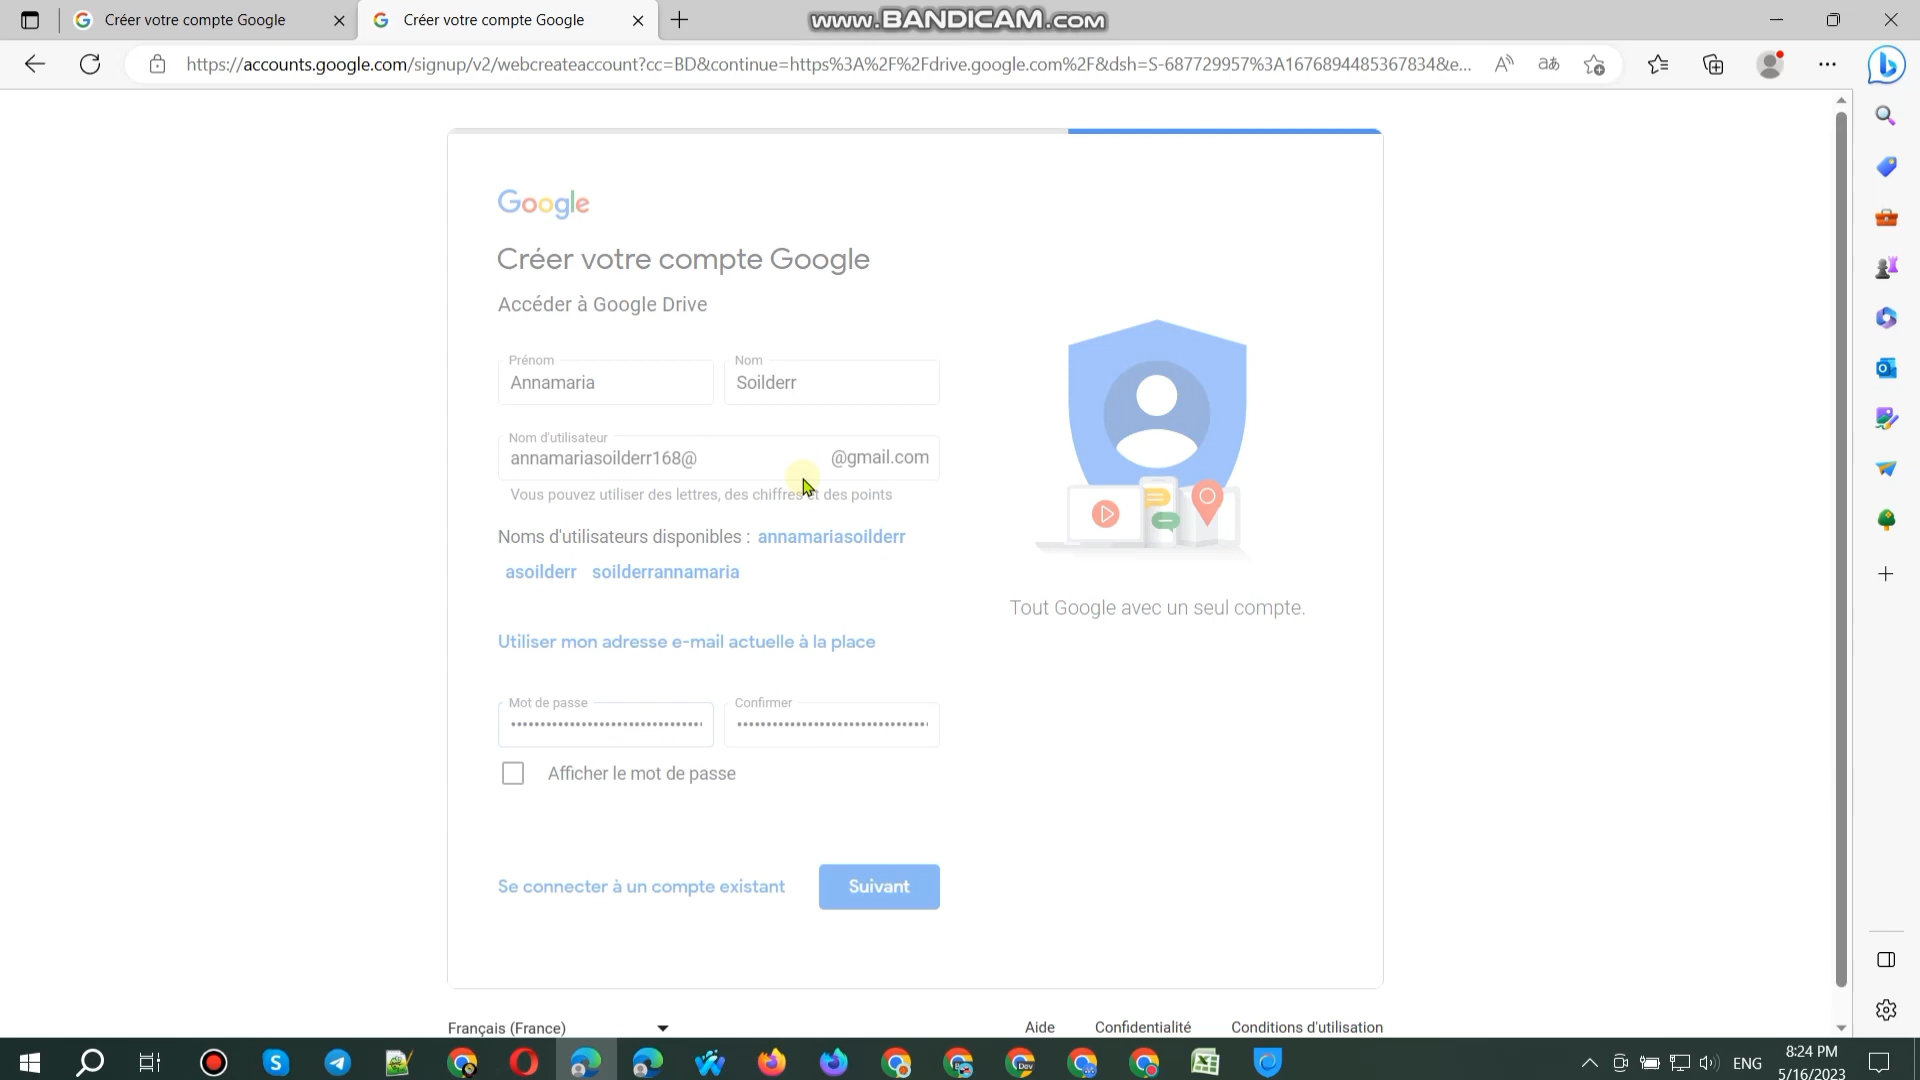 Créer votre compte Google
Créer votre compte Google
www.BANDICAM.com
https://accounts.google.com/signup/v2/webcreateaccount?cc=BD&continue=https%3A%2F%2Fdrive.google.com%2F&dsh=S-687729957%3A1676894485367834&e...
Google
Créer votre compte Google
Accéder à Google Drive
Prénom
Nom
Annamaria
Soilderr
Nom d'utilisateur
annamariasoilderr168@
@gmail.com
Vous pouvez utiliser des lettres, des chiffres et des points
Noms d'utilisateurs disponibles : annamariasoilderr
asoilderr soilderrannamaria
Tout Google avec un seul compte.
Utiliser mon adresse e-mail actuelle à la place
Mot de passe
Confirmer
Afficher le mot de passe
Se connecter à un compte existant
Suivant
Français (France)
Aide
Confidentialité
Conditions d'utilisation
ENG
8:24 PM
5/16/2023